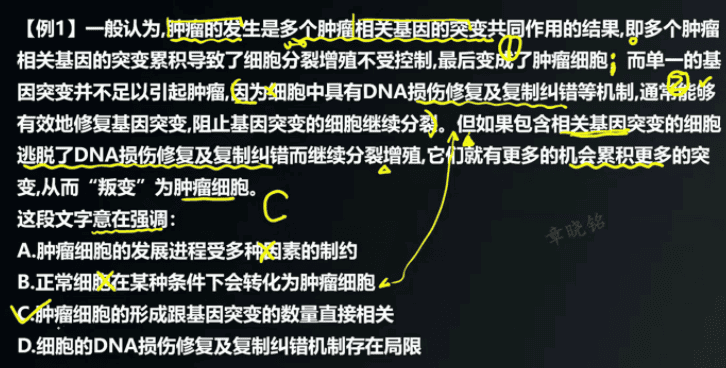 【例1】一般认为,肿瘤的发生是多个肿瘤相关基因的突变共同作用的结果,即多个肿瘤
相关基因的突变累积导致了细胞分裂增殖不受控制,最后变成了肿瘤细胞；而单一的基
因突变并不足以引起肿瘤,因为细胞中具有DNA损伤修复及复制纠错等机制,通常能够
有效地修复基因突变,阻止基因突变的细胞继续分裂。但如果包含相关基因突变的细胞
逃脱了DNA损伤修复及复制纠错而继续分裂增殖,它们就有更多的机会累积更多的突
变,从而“叛变”为肿瘤细胞。
这段文字意在强调：
A.肿瘤细胞的发展进程受多种因素的制约
B.正常细胞在某种条件下会转化为肿瘤细胞
C.肿瘤细胞的形成跟基因突变的数量直接相关
D.细胞的DNA损伤修复及复制纠错机制存在局限
①
②
C
章晓铭